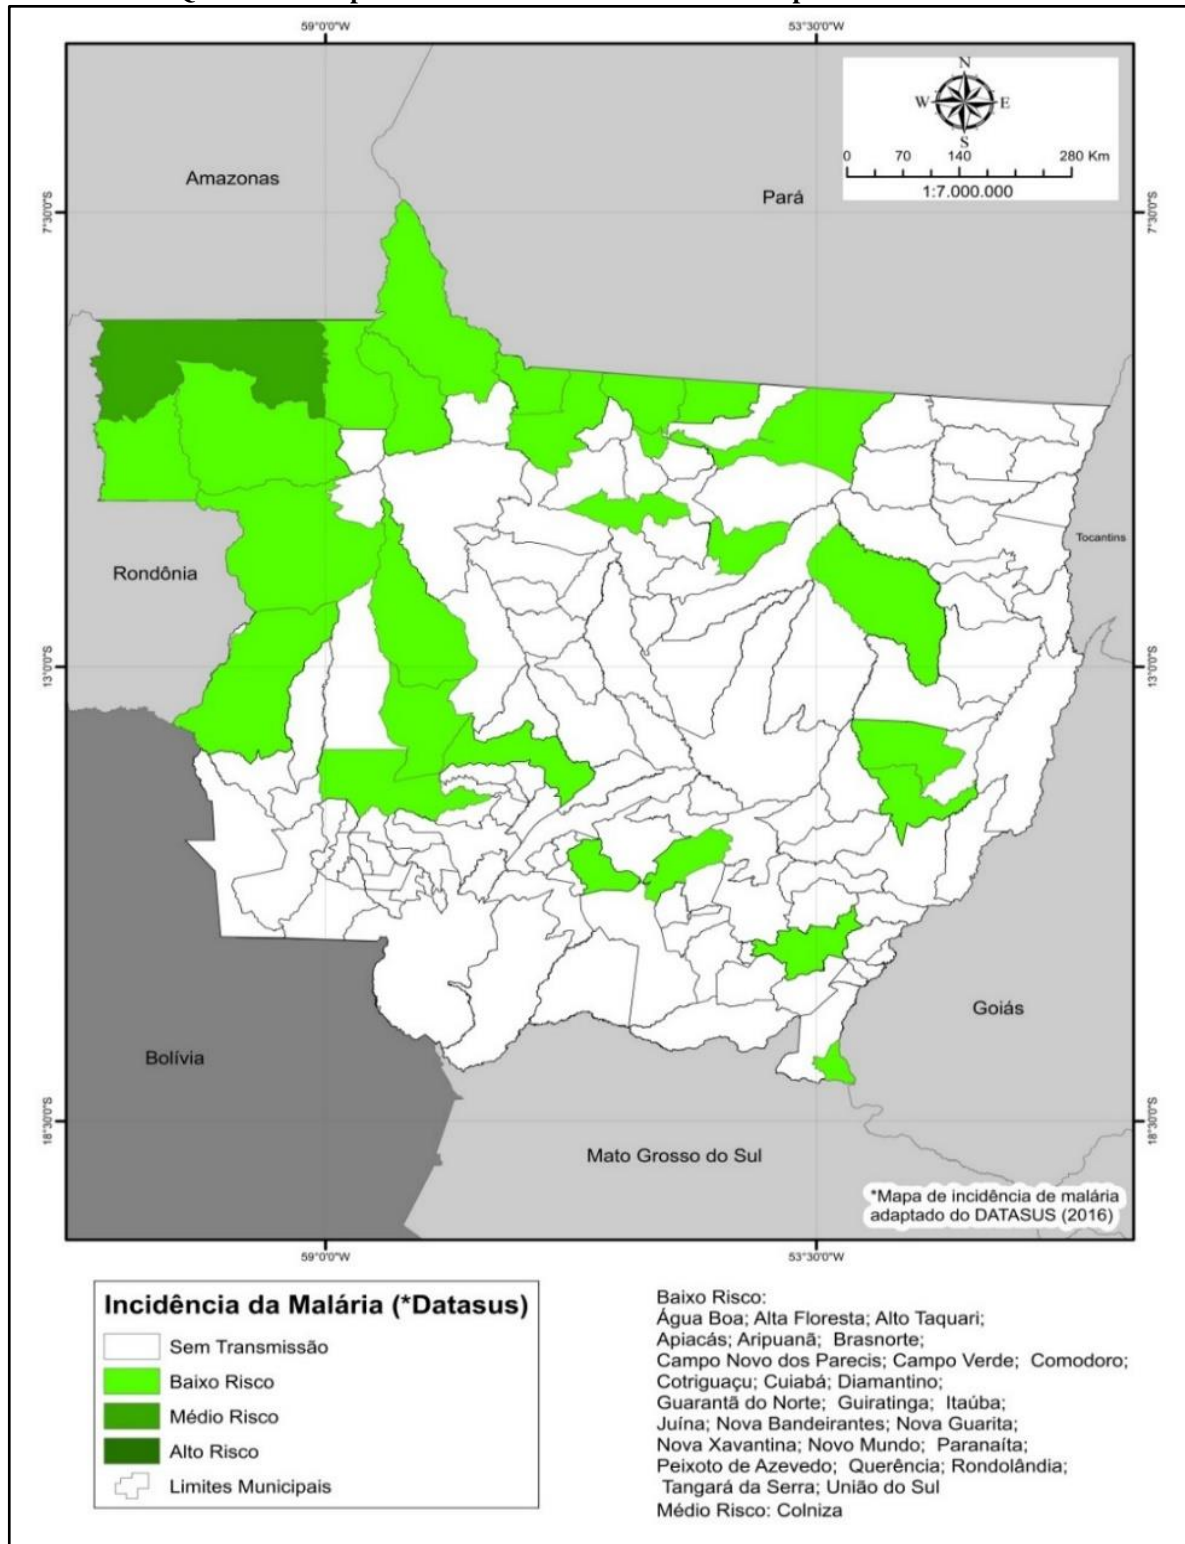 59°0'0"W
53°30'0"W
N
W
E
S
0 70 140 280 Km
1:7.000.000
Amazonas
Pará
7°30'0"S
7°30'0"S
Tocantins
Rondônia
13°0'0"S
13°0'0"S
Goiás
Bolívia
18°30'0"S
18°30'0"S
Mato Grosso do Sul
*Mapa de incidência de malária
adaptado do DATASUS (2016)
59°0'0"W
53°30'0"W
Incidência da Malária (*Datasus)
Sem Transmissão
Baixo Risco
Médio Risco
Alto Risco
Limites Municipais
Baixo Risco:
Água Boa; Alta Floresta; Alto Taquari;
Apiacás; Aripuanã; Brasnorte;
Campo Novo dos Parecis; Campo Verde; Comodoro;
Cotriguaçu; Cuiabá; Diamantino;
Guarantã do Norte; Guiratinga; Itaúba;
Juína; Nova Bandeirantes; Nova Guarita;
Nova Xavantina; Novo Mundo; Paranaíta;
Peixoto de Azevedo; Querência; Rondolândia;
Tangará da Serra; União do Sul
Médio Risco: Colniza